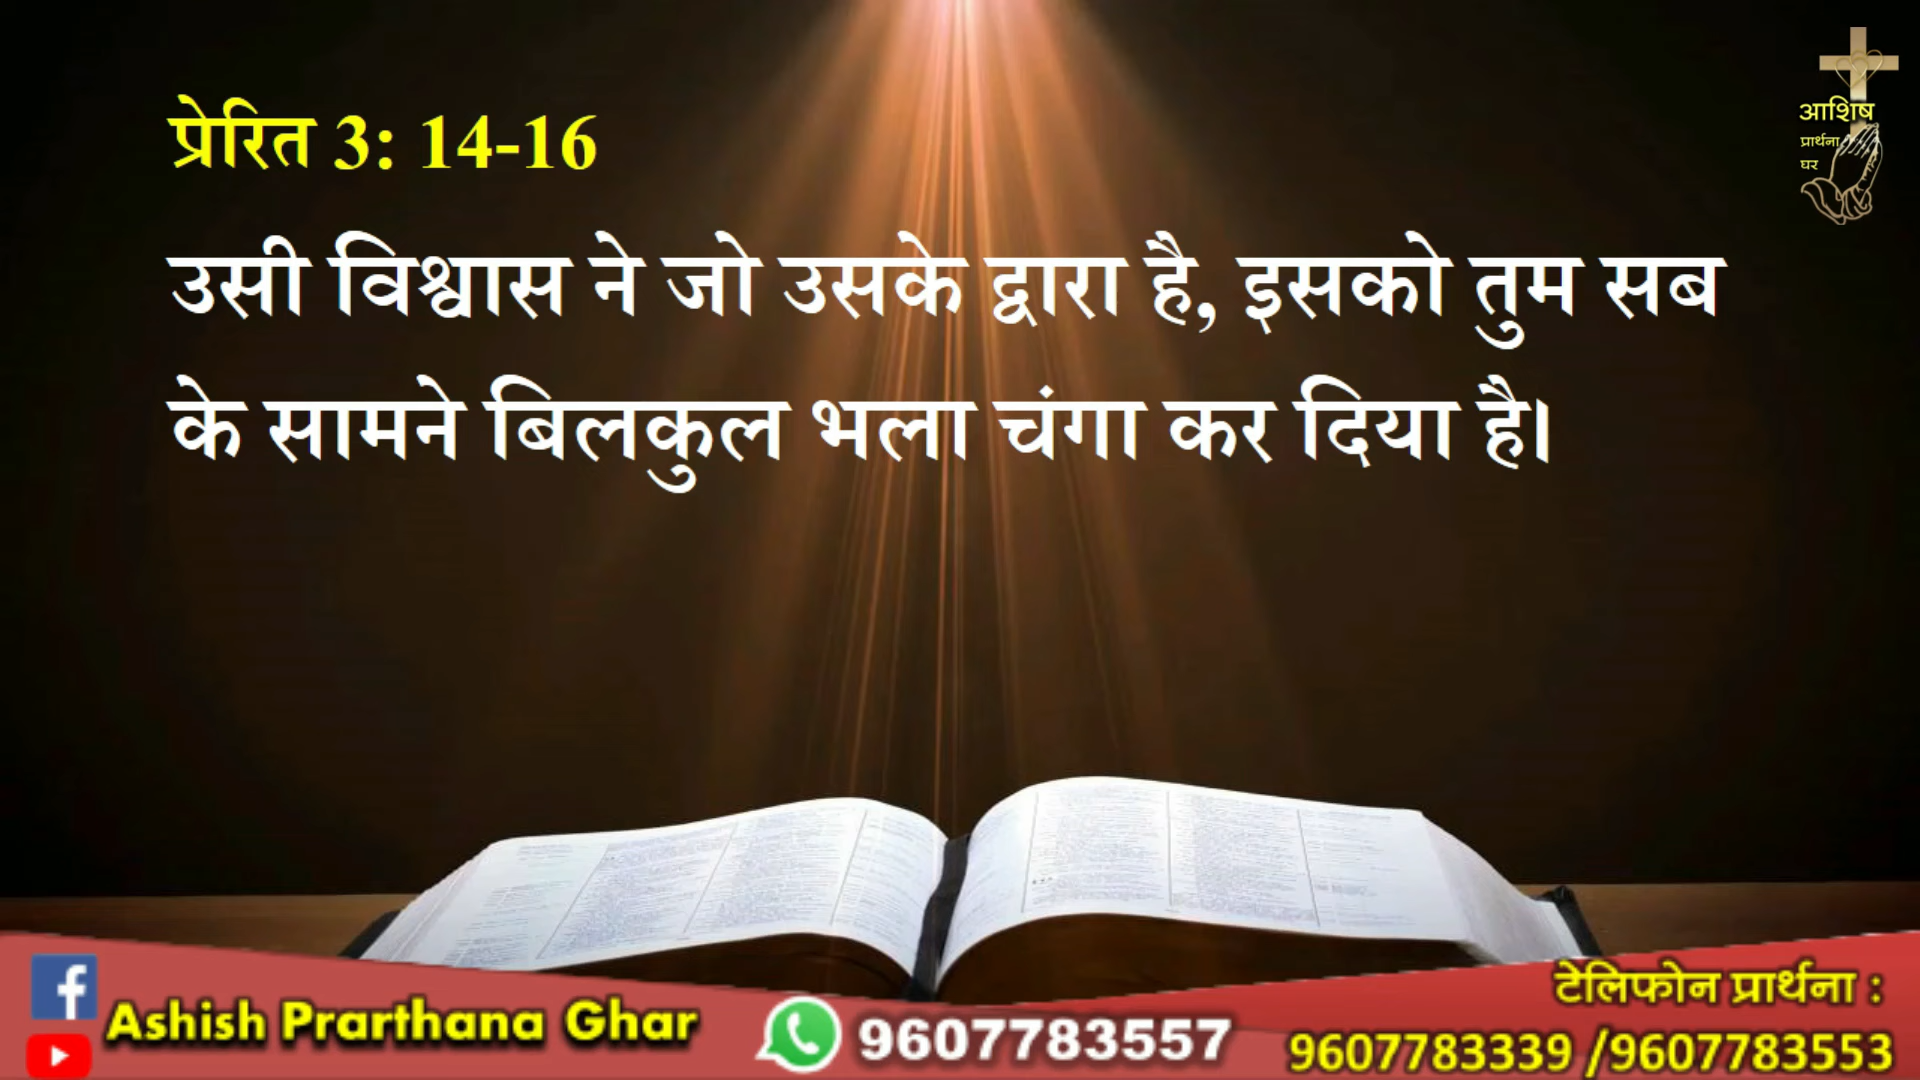 प्रेरित 3: 14-16
उसी विश्वास ने जो उसके द्वारा है, इसको तुम सब
के सामने बिलकुल भला चंगा कर दिया है।
आशिष
प्रार्थना
घर
Ashish Prarthana Ghar
9607783557
टेलिफोन प्रार्थना :
9607783339 /9607783553